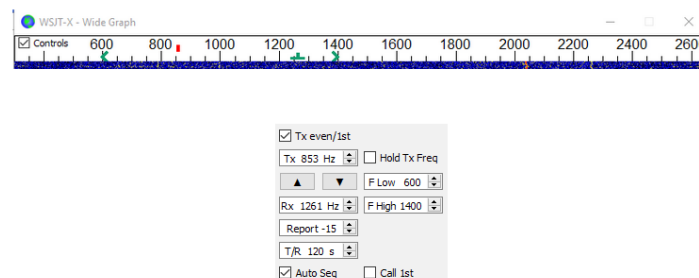 WSJT-X - Wide Graph
Controls 600 800 1000 1200 1400 1600 1800 2000 2200 2400 260
Tx even/1st
Tx 853 Hz Hold Tx Freq
▲ ▼ F Low 600
Rx 1261 Hz F High 1400
Report -15
T/R 120 s
Auto Seq Call 1st